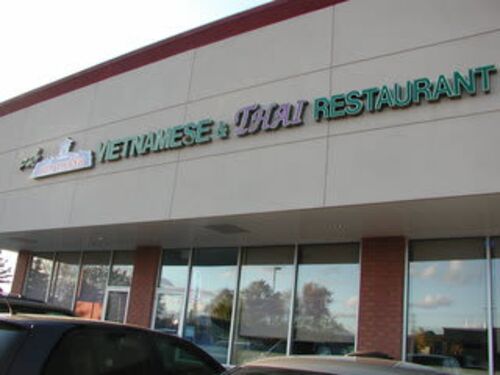 VIETNAMESE & THAI RESTAURANT